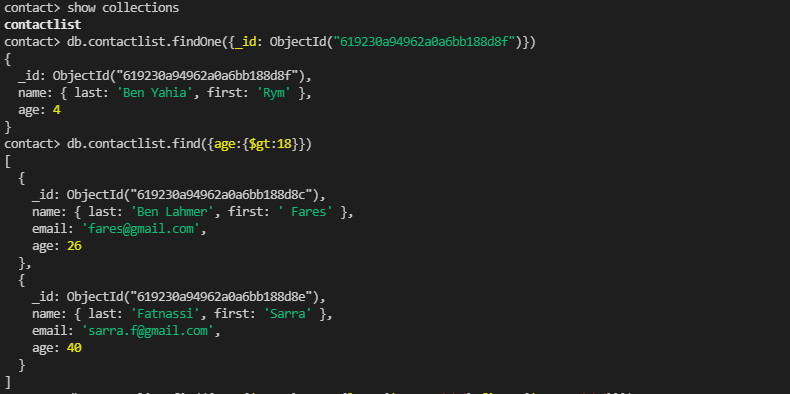 contact> show collections
contactlist
contact> db.contactlist.findOne({_id: ObjectId("619230a94962a0a6bb188d8f")})
{
  _id: ObjectId("619230a94962a0a6bb188d8f"),
  name: { last: 'Ben Yahia', first: 'Rym' },
  age: 4
}
contact> db.contactlist.find({age:{$gt:18}})
[
  {
    _id: ObjectId("619230a94962a0a6bb188d8c"),
    name: { last: 'Ben Lahmer', first: ' Fares' },
    email: 'fares@gmail.com',
    age: 26
  },
  {
    _id: ObjectId("619230a94962a0a6bb188d8e"),
    name: { last: 'Fatnassi', first: 'Sarra' },
    email: 'sarra.f@gmail.com',
    age: 40
  }
]